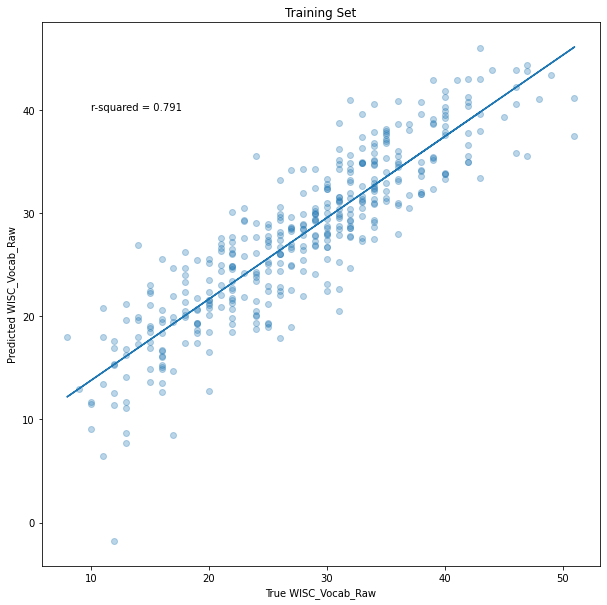 Training Set
r-squared = 0.791
Predicted WISC_Vocab_Raw
40
30
20
10
0
10 20 30 40 50
True WISC_Vocab_Raw